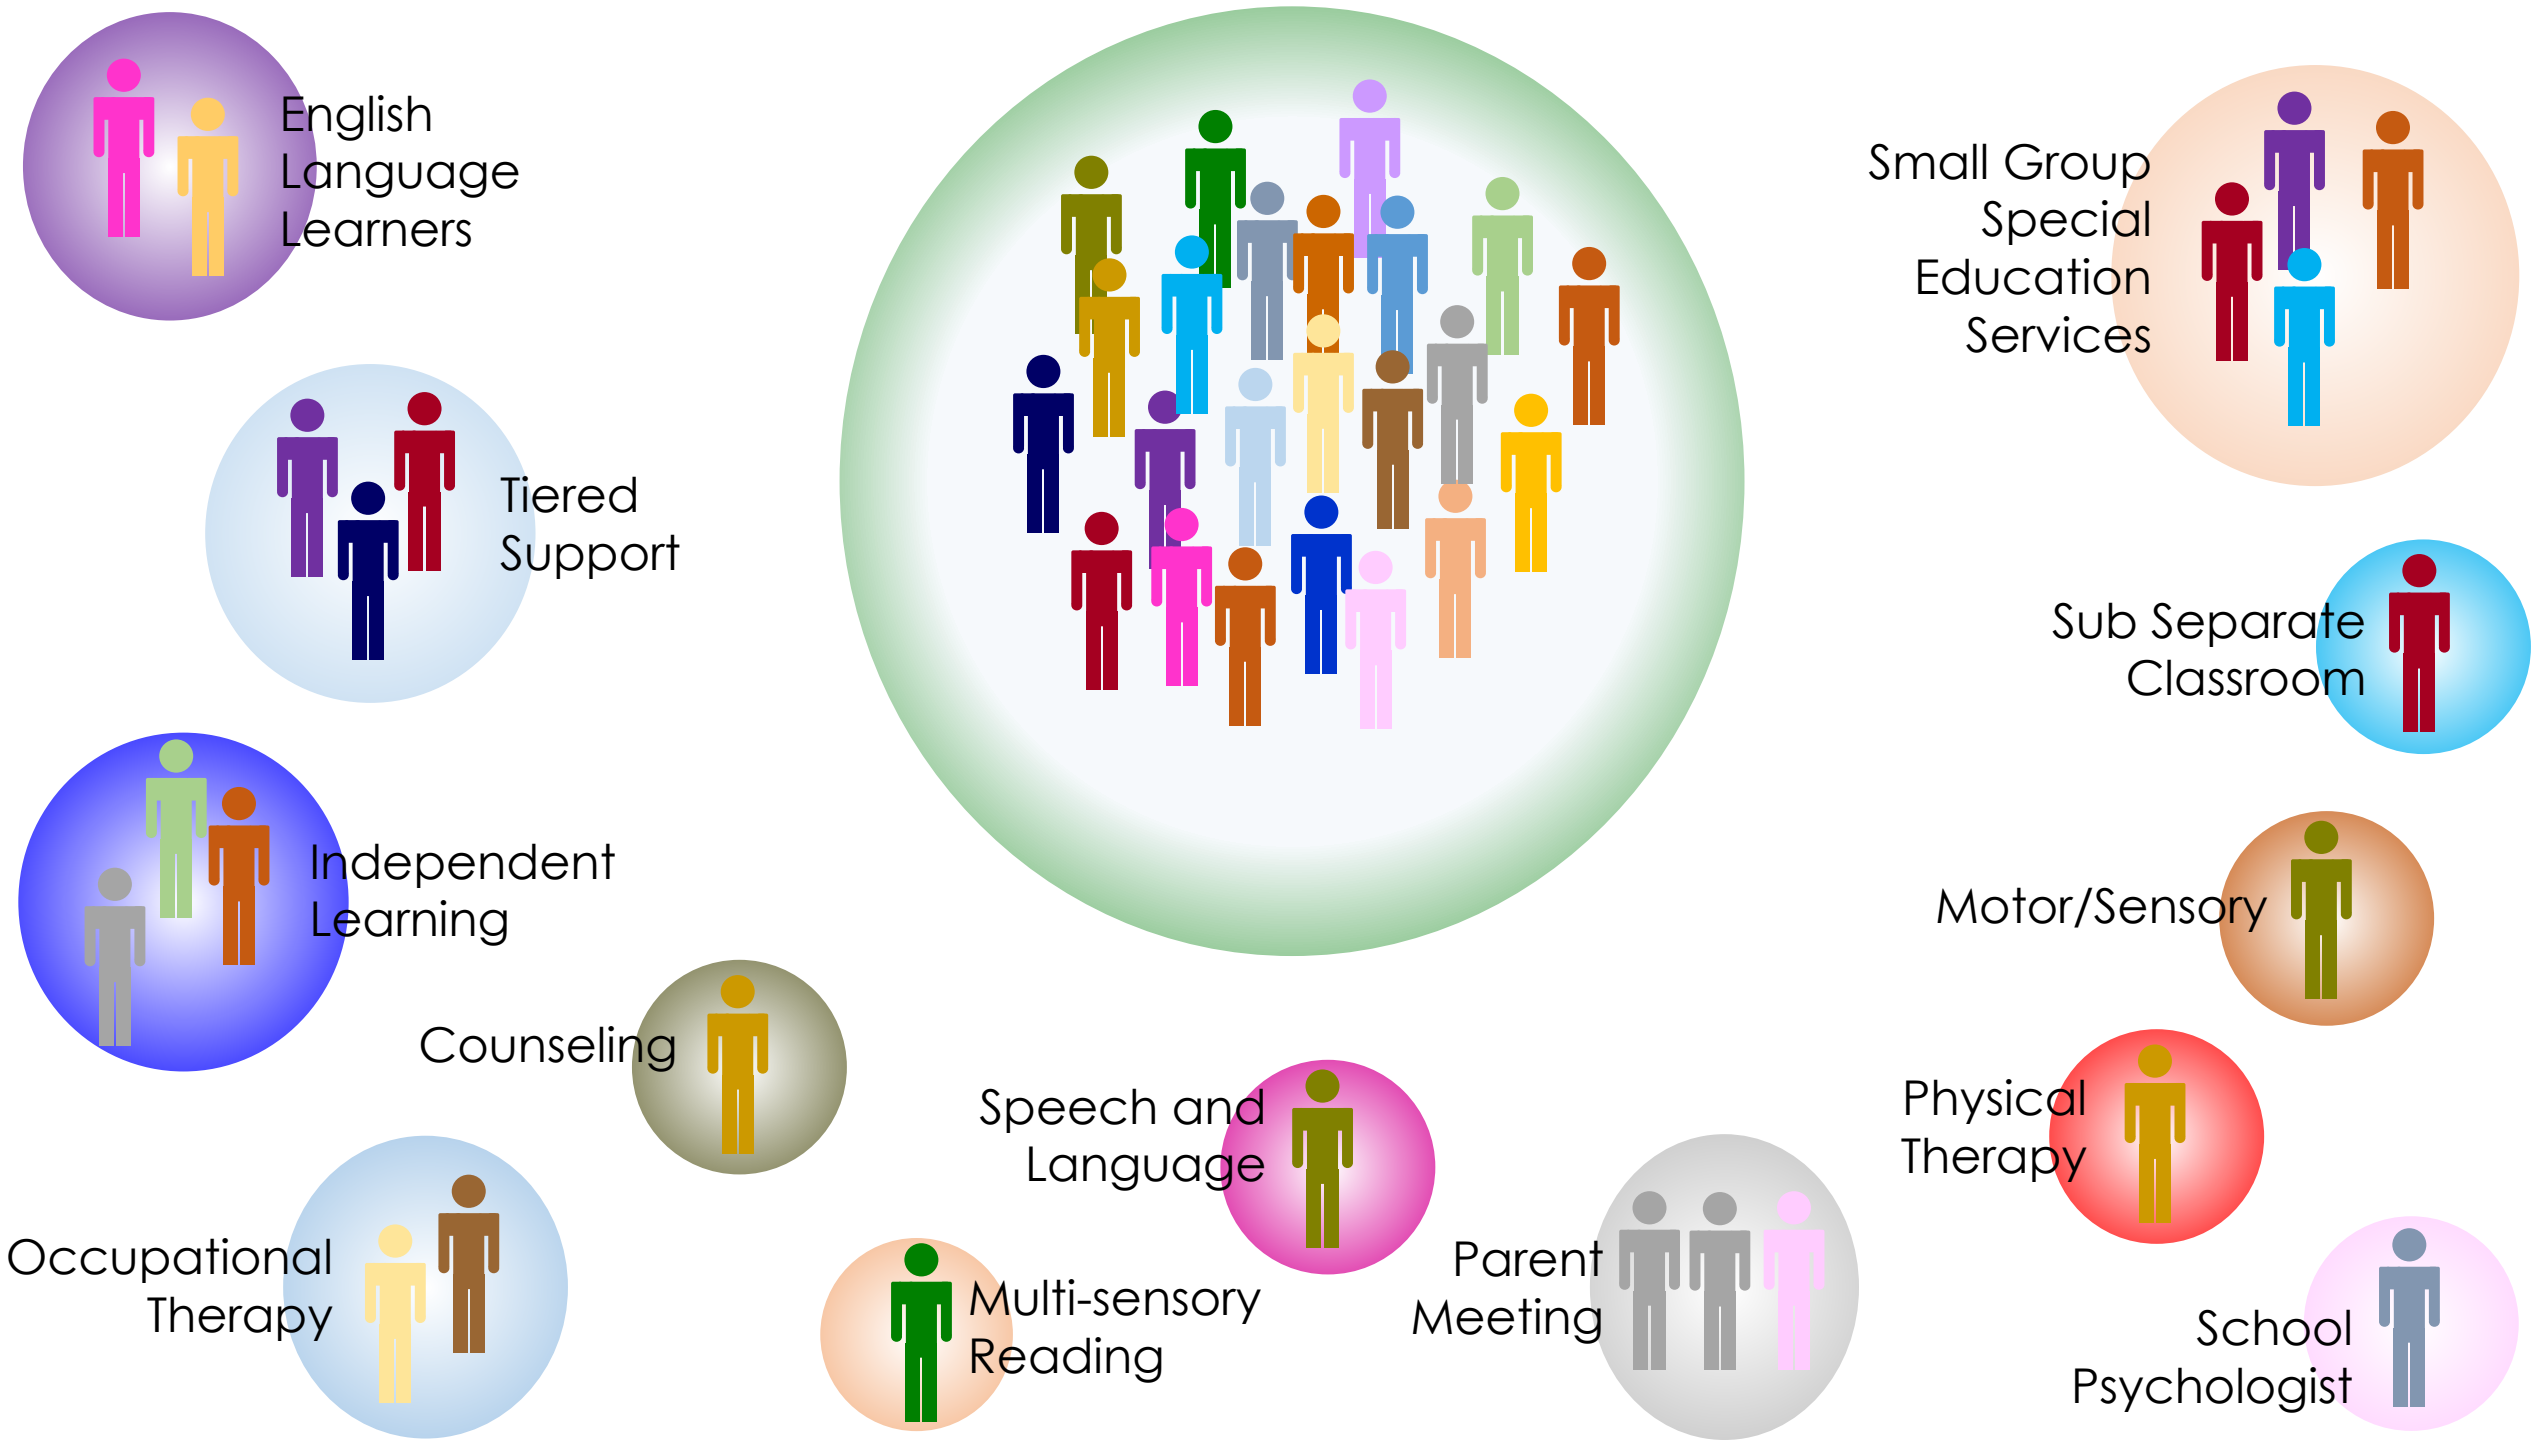 English
Language
Learners
Small Group
Special
Education
Services
Tiered
Support
Sub Separate
Classroom
Independent
Learning
Motor/Sensory
Counseling
Speech and
Language
Physical
Therapy
Occupational
Therapy
Multi-sensory
Reading
Parent
Meeting
School
Psychologist